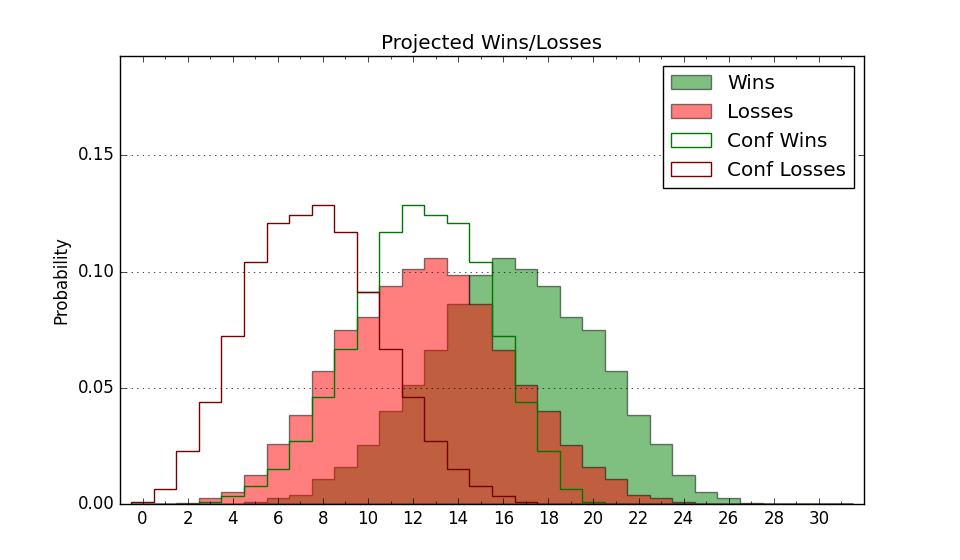 Projected Wins/Losses
Wins
Losses
Conf Wins
Conf Losses
Probability
0.15
0.10
0.05
0.00
0 2 4 6 8 10 12 14 16 18 20 22 24 26 28 30